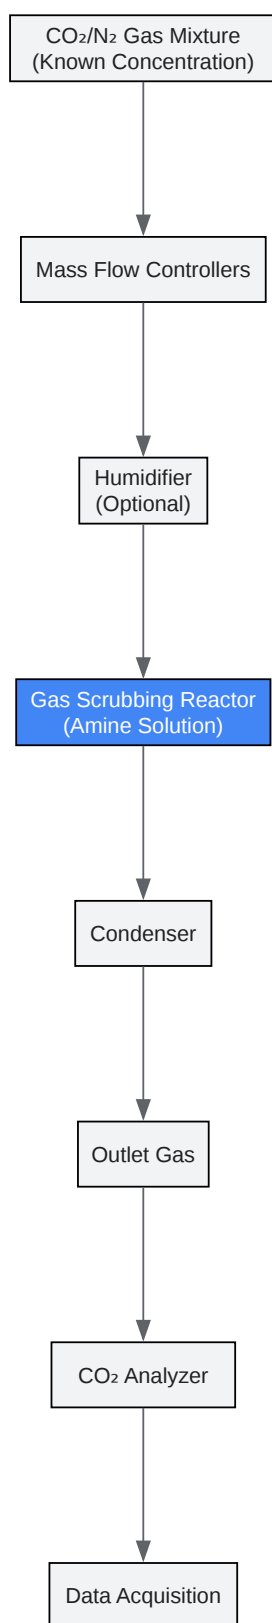 CO₂/N₂ Gas Mixture
(Known Concentration)
Mass Flow Controllers
Humidifier
(Optional)
Gas Scrubbing Reactor
(Amine Solution)
Condenser
Outlet Gas
CO₂ Analyzer
Data Acquisition